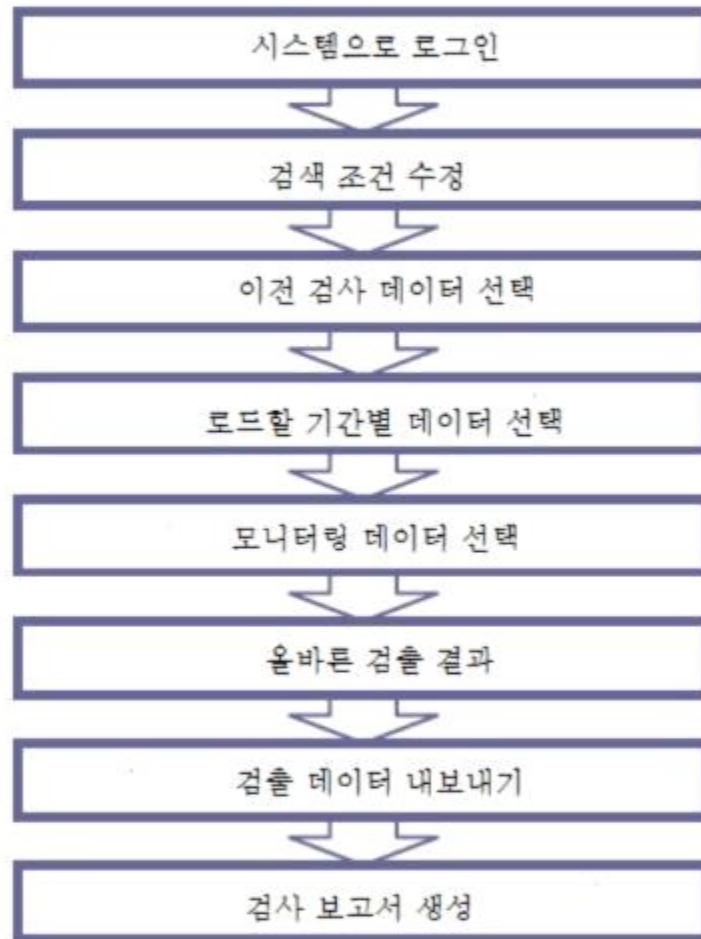 시스템으로 로그인
검색 조건 수정
이전 검사 데이터 선택
로드할 기간별 데이터 선택
모니터링 데이터 선택
올바른 검출 결과
검출 데이터 내보내기
검사 보고서 생성